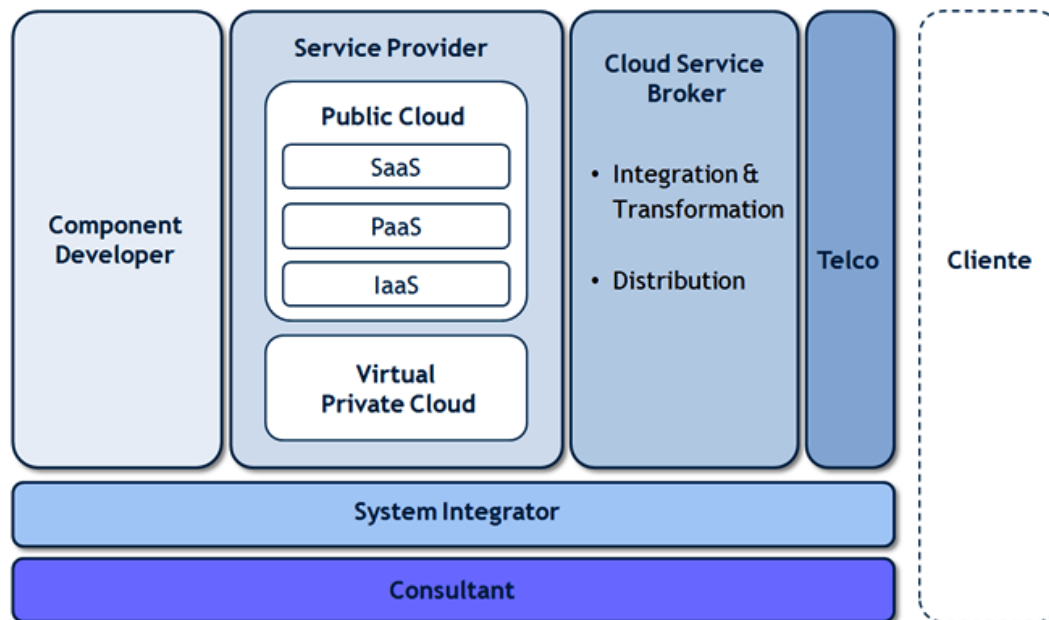 Component
Developer
Service Provider
Public Cloud
SaaS
PaaS
IaaS
Virtual
Private Cloud
Cloud Service
Broker
• Integration &
Transformation
• Distribution
Telco
Cliente
System Integrator
Consultant